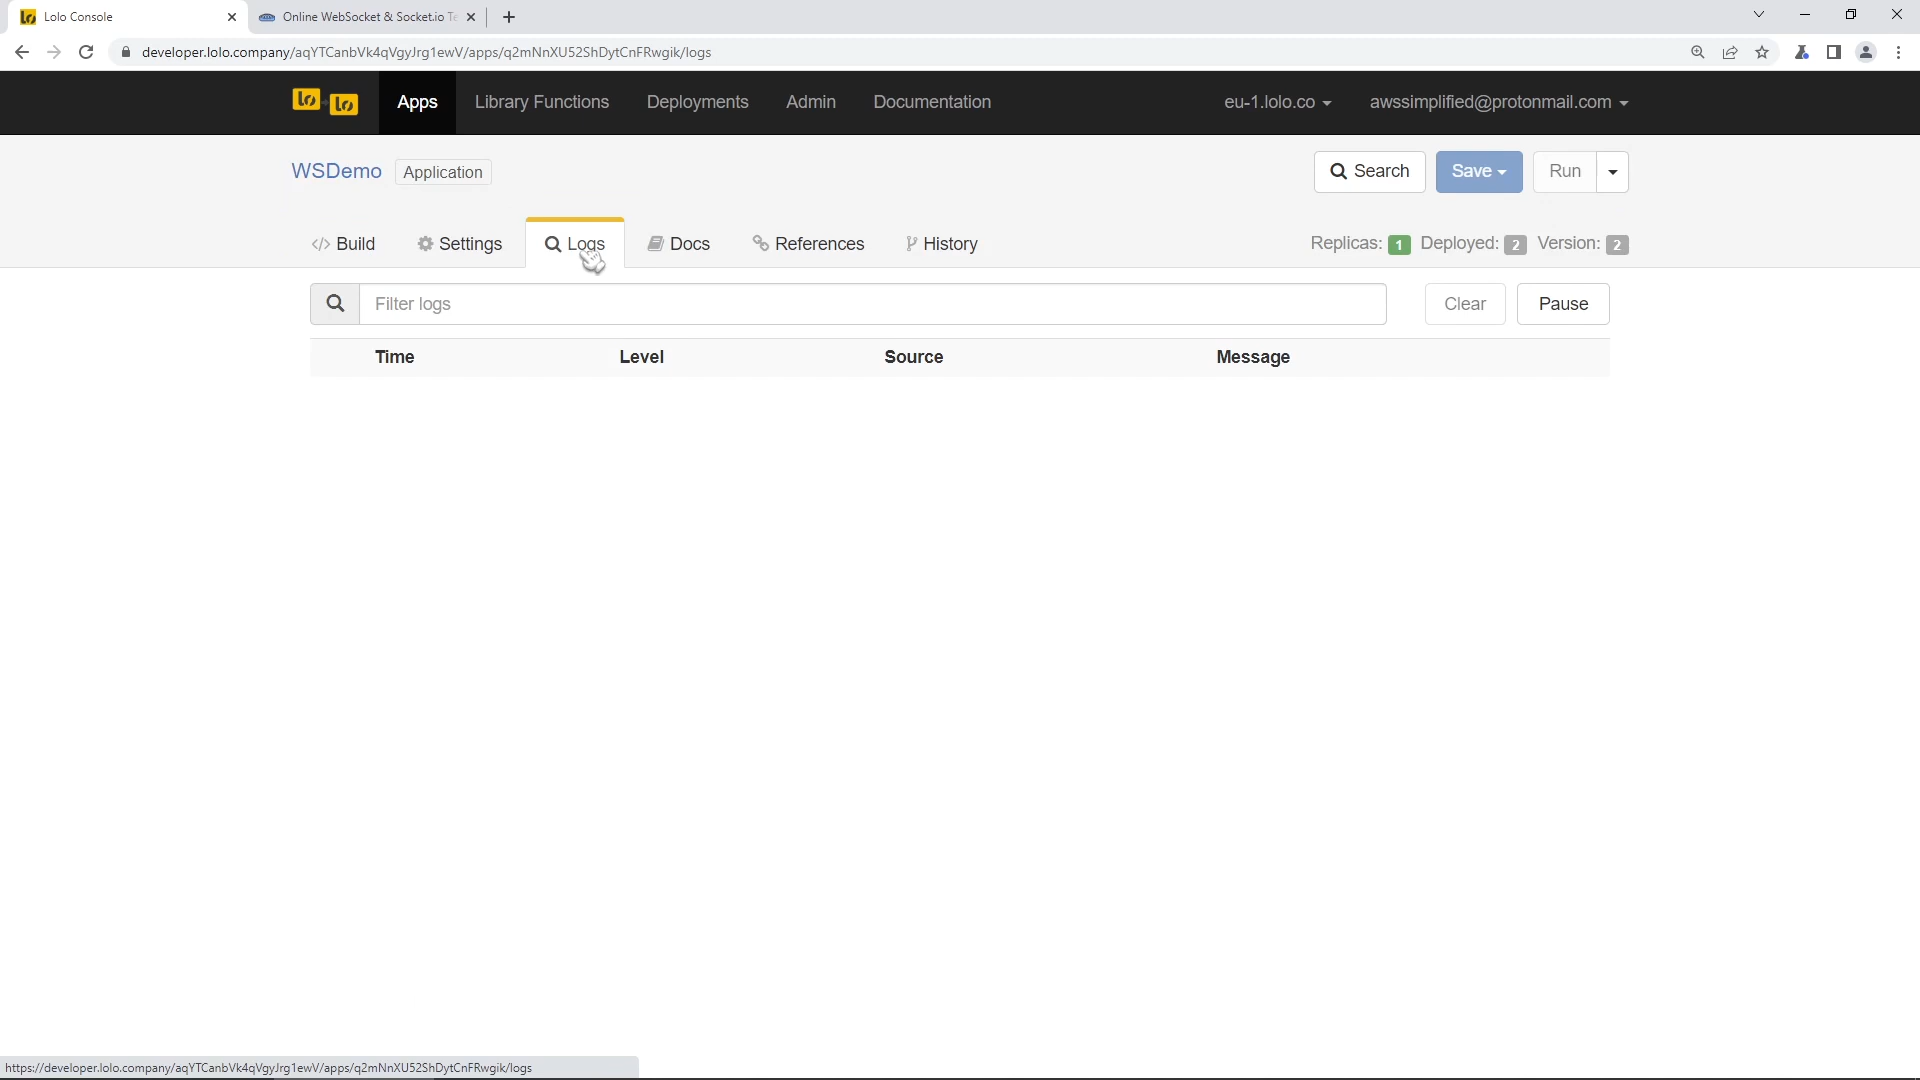 Lolo Console
Online WebSocket & Socket.io Te
developer.lolo.company/aqYTCanbVk4qVgyJrg1ewV/apps/q2mNnXU52ShDytCnFRwgik/logs
lo lo
Apps
Library Functions
Deployments
Admin
Documentation
eu-1.lolo.co
awssimplified@protonmail.com
WSDemo
Application
Search
Save
Run
</> Build
Settings
Logs
Docs
References
History
Replicas: 1 Deployed: 2 Version: 2
Filter logs
Clear
Pause
Time
Level
Source
Message
https://developer.lolo.company/aqYTCanbVk4qVgyJrg1ewV/apps/q2mNnXU52ShDytCnFRwgik/logs